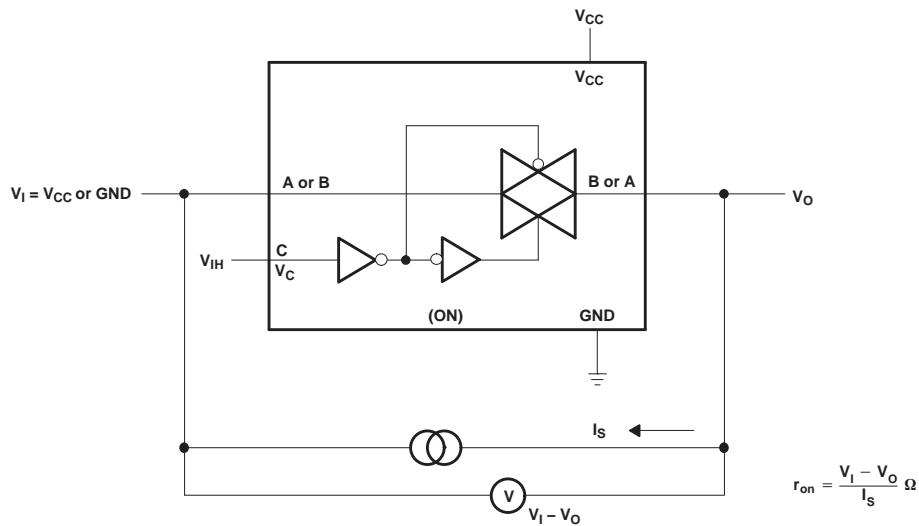 VCC
VCC
VI = VCC or GND
A or B
B or A
VO
VIH
C
VC
(ON)
GND
IS
V
VI – VO
ron = VI – VO / IS Ω